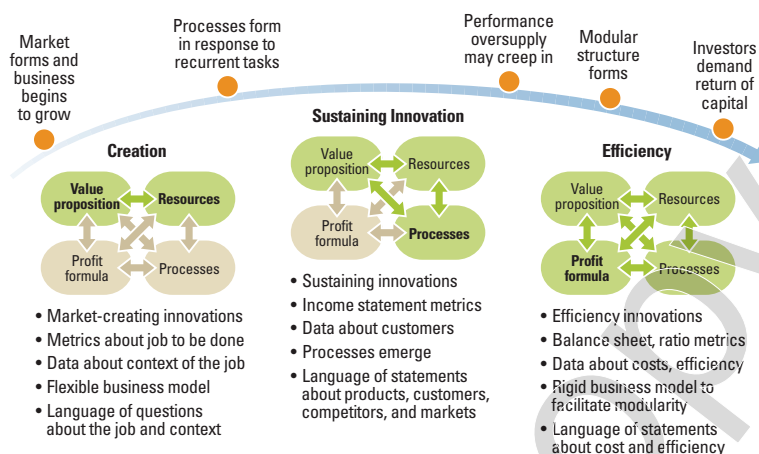 Market
forms and
business
begins
to grow
Processes form
in response to
recurrent tasks
Performance
oversupply
may creep in
Modular
structure
forms
Investors
demand
return of
capital
Creation
Value
proposition
Resources
Profit
formula
Processes
• Market-creating innovations
• Metrics about job to be done
• Data about context of the job
• Flexible business model
• Language of questions
about the job and context
Sustaining Innovation
Value
proposition
Resources
Profit
formula
Processes
• Sustaining innovations
• Income statement metrics
• Data about customers
• Processes emerge
• Language of statements
about products, customers,
competitors, and markets
Efficiency
Value
proposition
Resources
Profit
formula
Processes
• Efficiency innovations
• Balance sheet, ratio metrics
• Data about costs, efficiency
• Rigid business model to
facilitate modularity
• Language of statements
about cost and efficiency